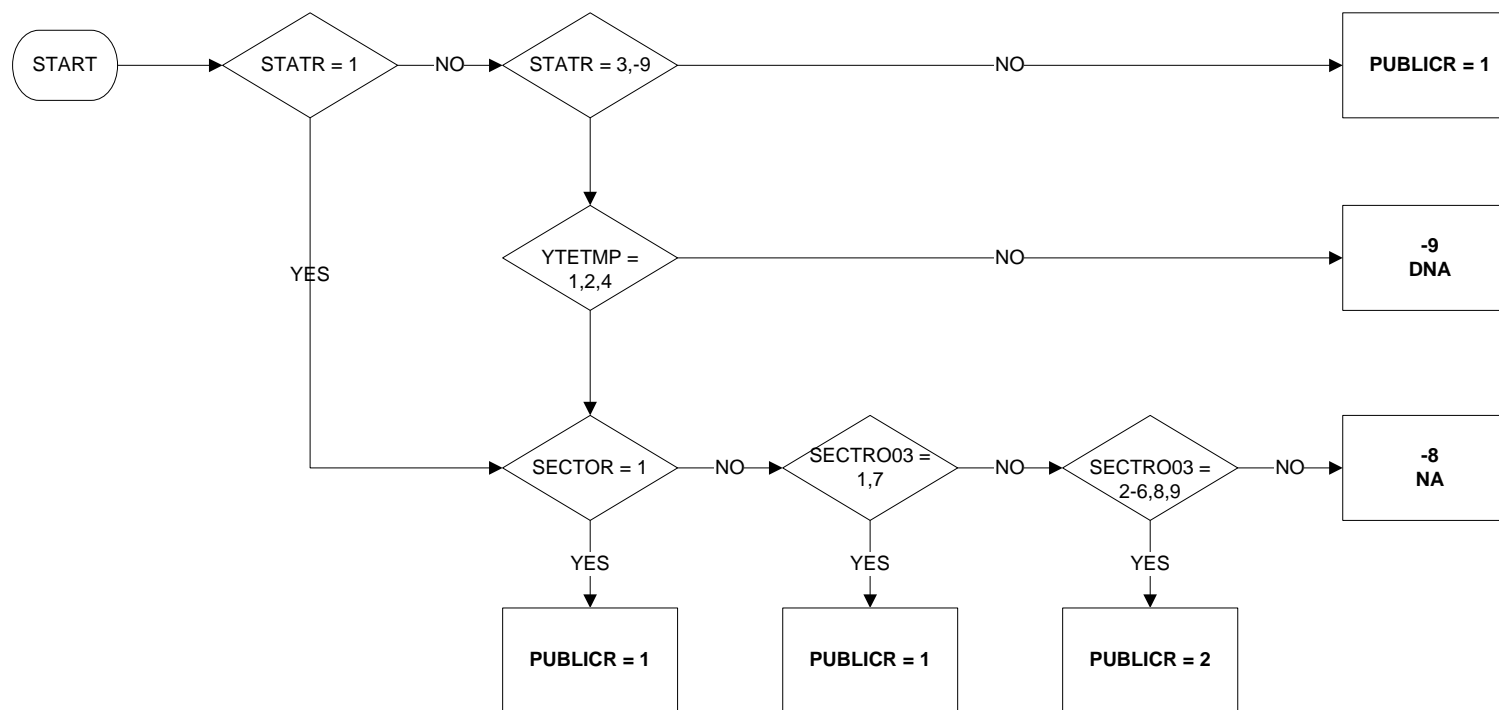 START
STATR = 1
NO
STATR = 3,-9
NO
PUBLICR = 1
YES
YTETMP =
1,2,4
NO
-9
DNA
SECTOR = 1
NO
SECTRO03 =
1,7
NO
SECTRO03 =
2-6,8,9
NO
-8
NA
YES
YES
YES
PUBLICR = 1
PUBLICR = 1
PUBLICR = 2